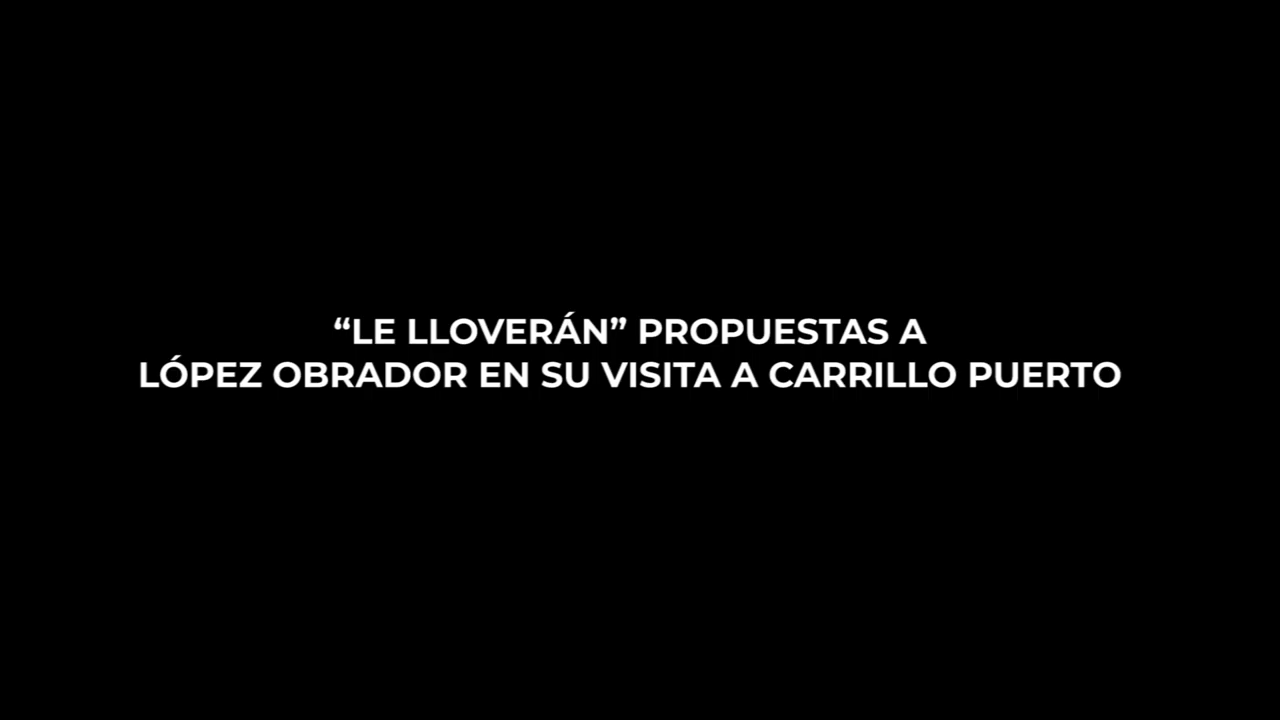 “LE LLOVERÁN” PROPUESTAS A
LÓPEZ OBRADOR EN SU VISITA A CARRILLO PUERTO